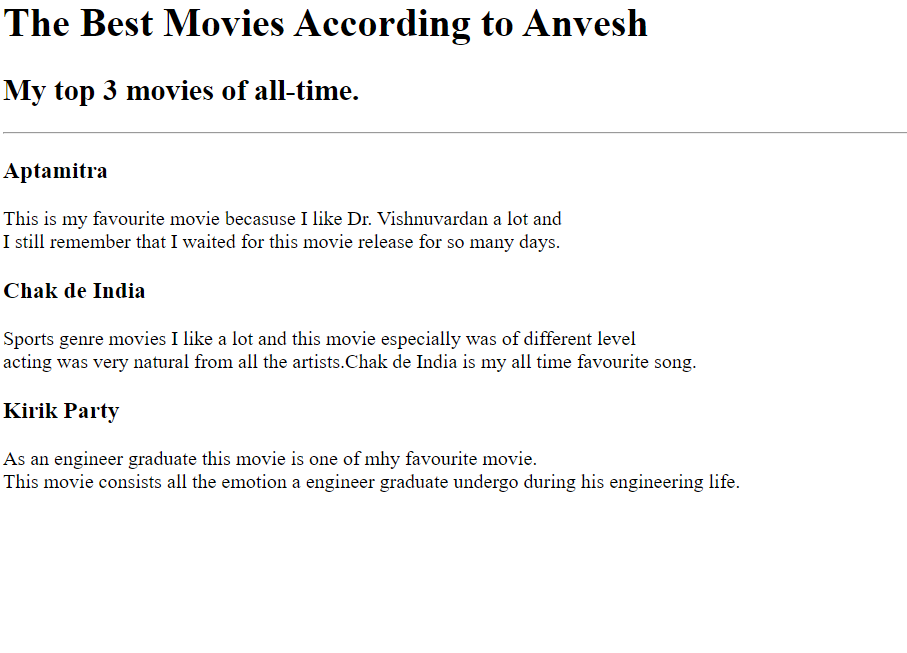 The Best Movies According to Anvesh
My top 3 movies of all-time.
Aptamitra
This is my favourite movie becasuse I like Dr. Vishnuvardan a lot and
I still remember that I waited for this movie release for so many days.
Chak de India
Sports genre movies I like a lot and this movie especially was of different level
acting was very natural from all the artists.Chak de India is my all time favourite song.
Kirik Party
As an engineer graduate this movie is one of mhy favourite movie.
This movie consists all the emotion a engineer graduate undergo during his engineering life.